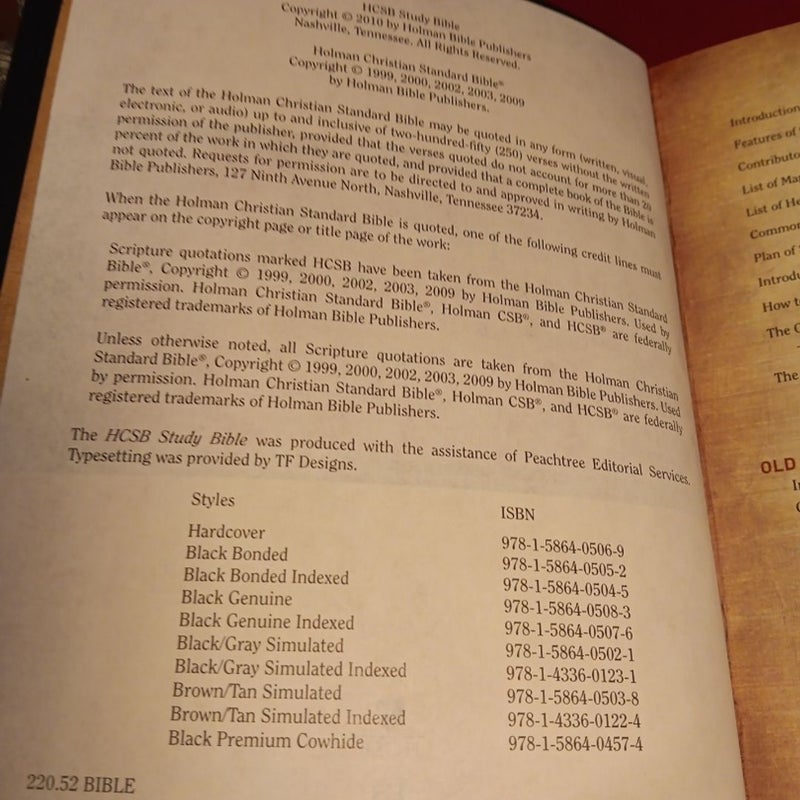 HCSB Study Bible
Copyright © 2010 by Holman Bible Publishers
Nashville, Tennessee. All Rights Reserved.
Holman Christian Standard Bible®
Copyright © 1999, 2000, 2002, 2003, 2009
by Holman Bible Publishers.
The text of the Holman Christian Standard Bible may be quoted in any form (written, visual,
electronic, or audio) up to and inclusive of two-hundred-fifty (250) verses without the written
permission of the publisher, provided that the verses quoted do not account for more than 20
percent of the work in which they are quoted, and provided that a complete book of the Bible is
not quoted. Requests for permission are to be directed to and approved in writing by Holman
Bible Publishers, 127 Ninth Avenue North, Nashville, Tennessee 37234.
When the Holman Christian Standard Bible is quoted, one of the following credit lines must
appear on the copyright page or title page of the work:
Scripture quotations marked HCSB have been taken from the Holman Christian Standard
Bible®, Copyright © 1999, 2000, 2002, 2003, 2009 by Holman Bible Publishers. Used by
permission. Holman Christian Standard Bible®, Holman CSB®, and HCSB® are federally
registered trademarks of Holman Bible Publishers.
Unless otherwise noted, all Scripture quotations are taken from the Holman Christian
Standard Bible®, Copyright © 1999, 2000, 2002, 2003, 2009 by Holman Bible Publishers. Used
by permission. Holman Christian Standard Bible®, Holman CSB®, and HCSB® are federally
registered trademarks of Holman Bible Publishers.
The HCSB Study Bible was produced with the assistance of Peachtree Editorial Services.
Typesetting was provided by TF Designs.
Styles ISBN
Hardcover 978-1-5864-0506-9
Black Bonded 978-1-5864-0505-2
Black Bonded Indexed 978-1-5864-0504-5
Black Genuine 978-1-5864-0508-3
Black Genuine Indexed 978-1-5864-0507-6
Black/Gray Simulated 978-1-5864-0502-1
Black/Gray Simulated Indexed 978-1-4336-0123-1
Brown/Tan Simulated 978-1-5864-0503-8
Brown/Tan Simulated Indexed 978-1-4336-0122-4
Black Premium Cowhide 978-1-5864-0457-4
220.52 BIBLE
Introduction
Features of
List of
List of
Plan of
How
The
The
OLD